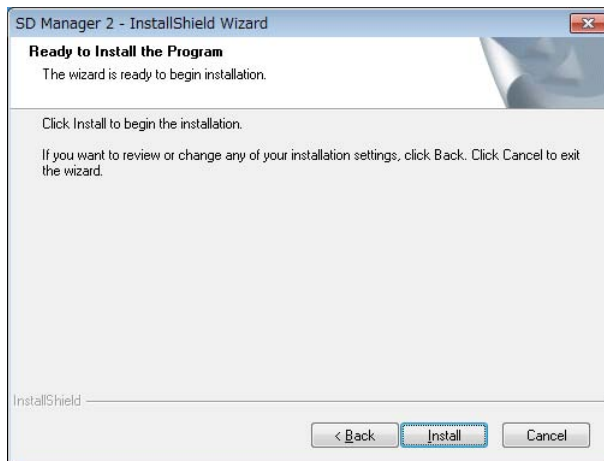 SD Manager 2 - InstallShield Wizard
Ready to Install the Program
The wizard is ready to begin installation.
Click Install to begin the installation.
If you want to review or change any of your installation settings, click Back. Click Cancel to exit
the wizard.
InstallShield
< Back Install Cancel